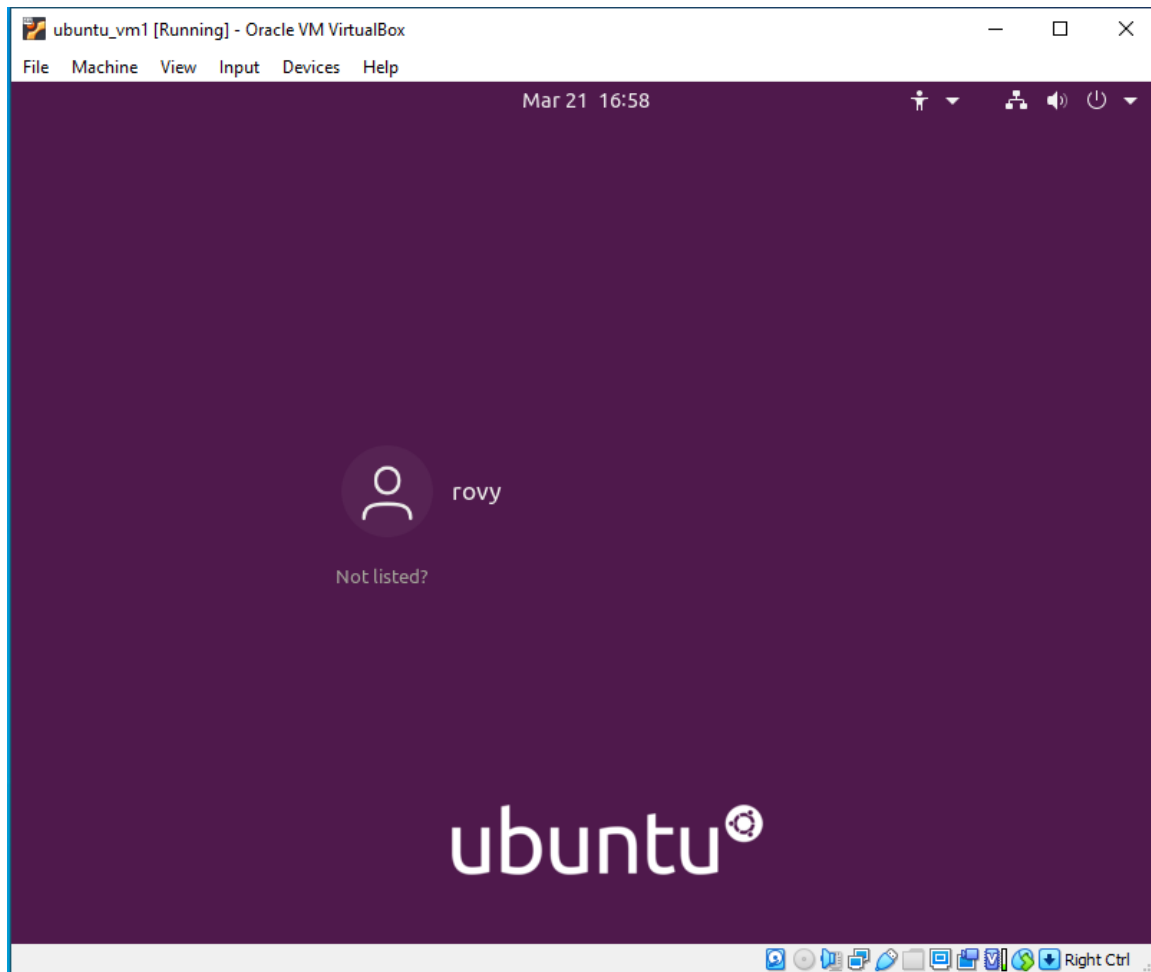 ubuntu_vm1 [Running] - Oracle VM VirtualBox
File Machine View Input Devices Help
Mar 21 16:58
rovy
Not listed?
ubuntu
Right Ctrl